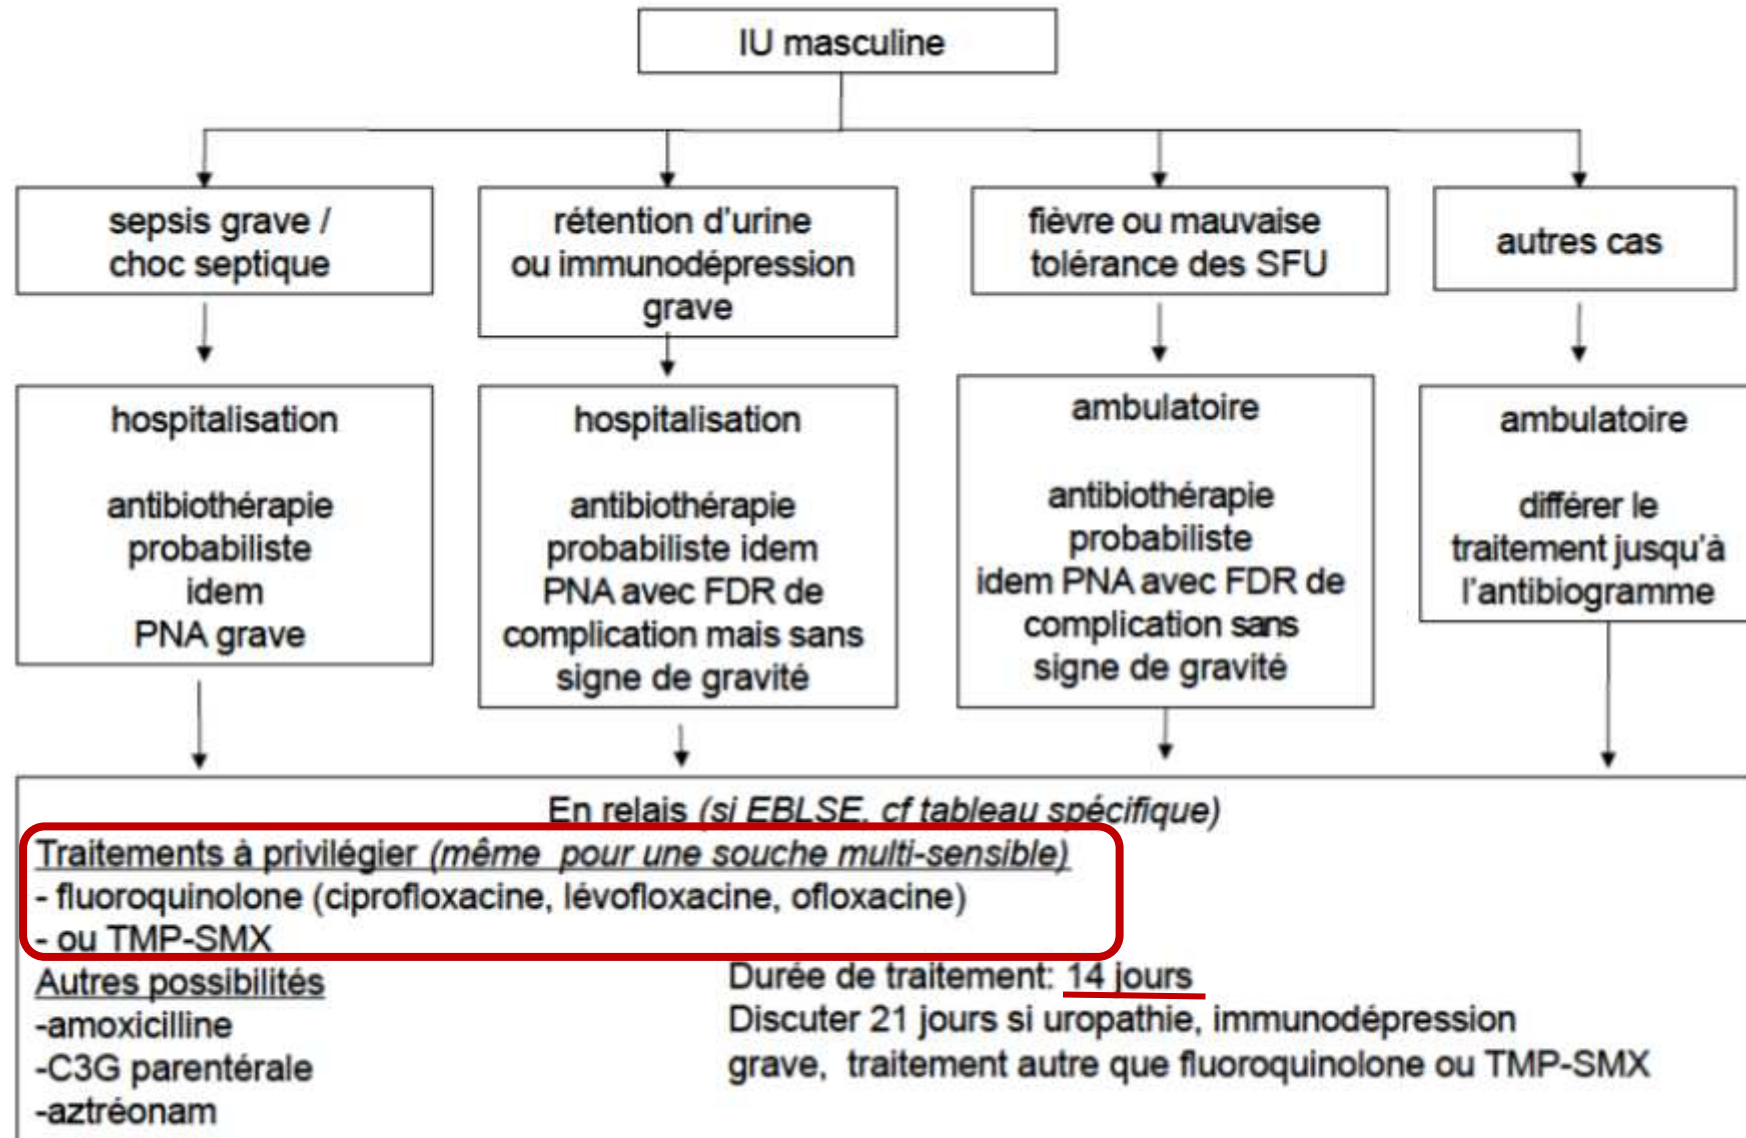 IU masculine
sepsis grave /
choc septique
rétention d'urine
ou immunodépression
grave
fièvre ou mauvaise
tolérance des SFU
autres cas
hospitalisation
antibiothérapie
probabiliste
idem
PNA grave
hospitalisation
antibiothérapie
probabiliste idem
PNA avec FDR de
complication mais sans
signe de gravité
ambulatoire
antibiothérapie
probabiliste
idem PNA avec FDR de
complication sans
signe de gravité
ambulatoire
différer le
traitement jusqu'à
l'antibiogramme
En relais (si EBLSE, cf tableau spécifique)
Traitements à privilégier (même pour une souche multi-sensible)
- fluoroquinolone (ciprofloxacine, lévofloxacine, ofloxacine)
- ou TMP-SMX
Autres possibilités
-amoxicilline
-C3G parentérale
-aztréonam
Durée de traitement: 14 jours
Discuter 21 jours si uropathie, immunodépression
grave, traitement autre que fluoroquinolone ou TMP-SMX